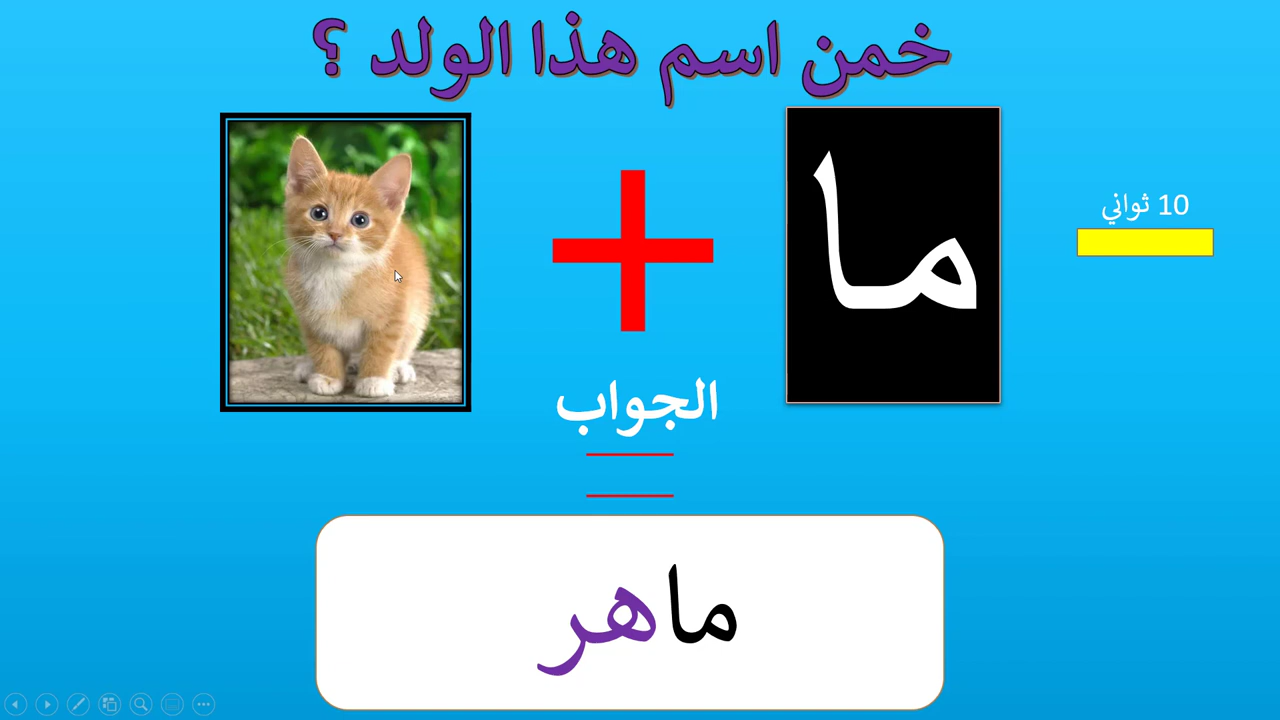 خمن اسم هذا الولد ؟
ما
10 ثواني
الجواب
ماهر